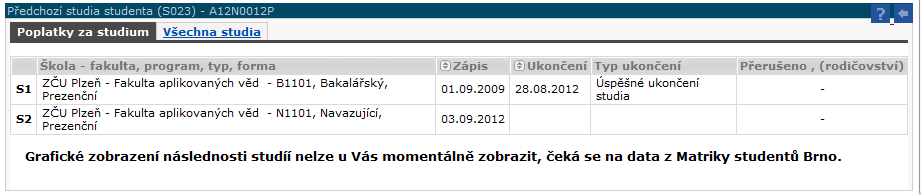 Předchozí studia studenta (S023) - A12N0012P
?
Poplatky za studium Všechna studia
Škola - fakulta, program, typ, forma Zápis Ukončení Typ ukončení Přerušeno , (rodičovství)
S1 ZČU Plzeň - Fakulta aplikovaných věd - B1101, Bakalářský, Prezenční 01.09.2009 28.08.2012 Úspěšné ukončení studia -
S2 ZČU Plzeň - Fakulta aplikovaných věd - N1101, Navazující, Prezenční 03.09.2012 -
Grafické zobrazení následnosti studíí nelze u Vás momentálně zobrazit, čeká se na data z Matriky studentů Brno.